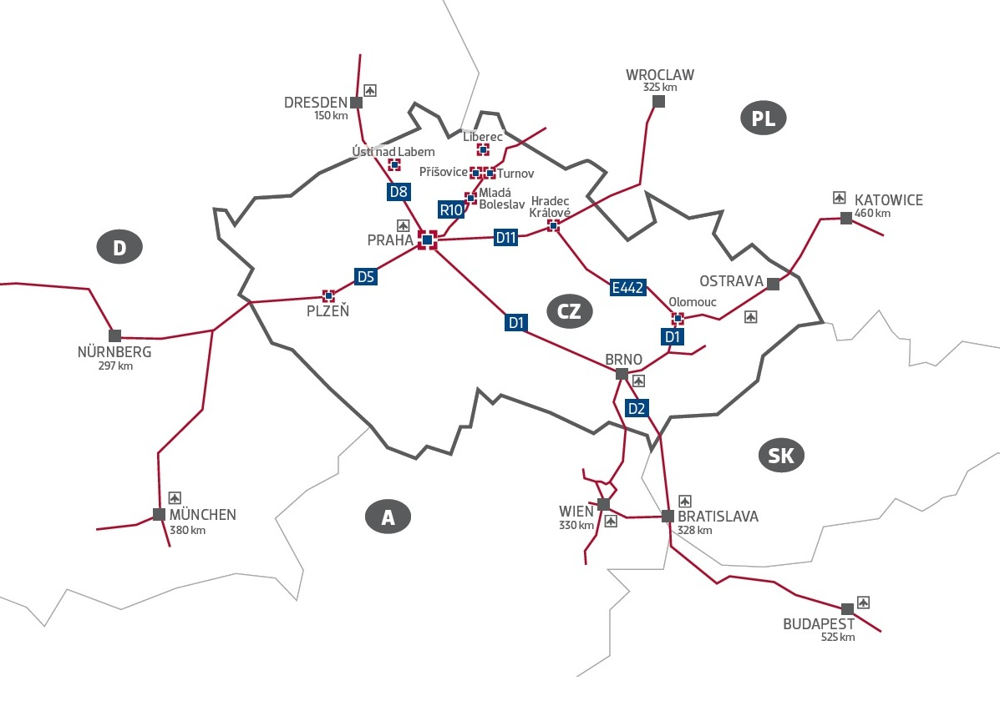 WROCLAW
325 km
DRESDEN
150 km
PL
Liberec
Ústí nad Labem
Příšovice
Turnov
D8
Mladá
Boleslav
R10
Hradec
Králové
KATOWICE
460 km
PRAHA
D11
D
D5
E442
OSTRAVA
PLZEŇ
CZ
Olomouc
D1
D1
NÜRNBERG
297 km
BRNO
D2
SK
A
MÜNCHEN
380 km
WIEN
330 km
BRATISLAVA
328 km
BUDAPEST
525 km